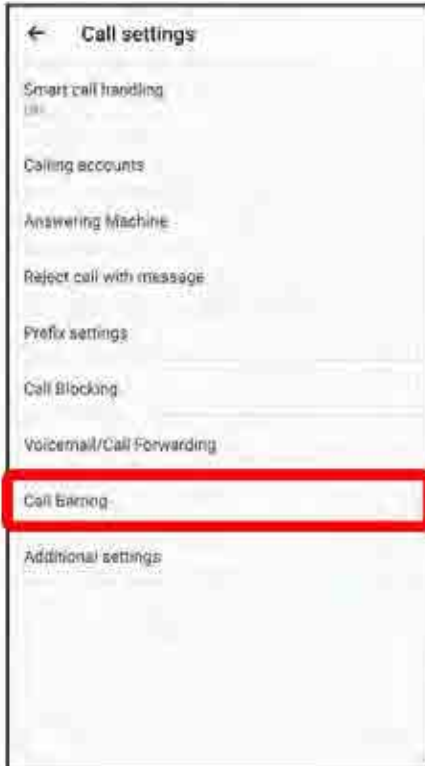 ← Call settings
Smart call handling
Calling accounts
Answering Machine
Reject call with message
Prefix settings
Call Blocking
Voicemail/Call Forwarding
Call Barring
Additional settings